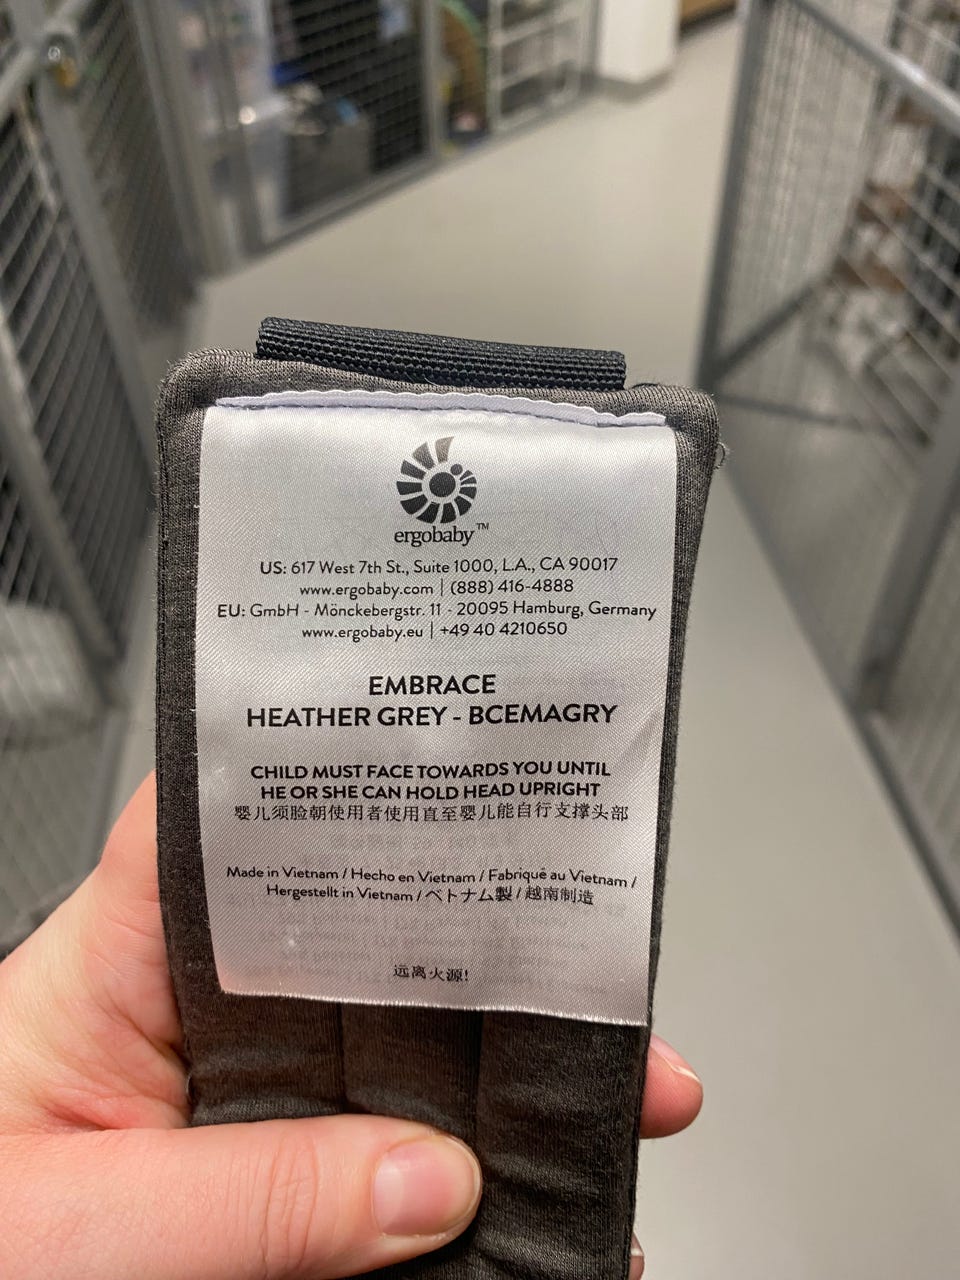 ergobaby™
US: 617 West 7th St., Suite 1000, L.A., CA 90017
www.ergobaby.com | (888) 416-4888
EU: GmbH - Mönckebergstr. 11 - 20095 Hamburg, Germany
www.ergobaby.eu | +49 40 4210650
EMBRACE
HEATHER GREY - BCEMAGRY
CHILD MUST FACE TOWARDS YOU UNTIL
HE OR SHE CAN HOLD HEAD UPRIGHT
婴儿须脸朝使用者使用直至婴儿能自行支撑头部
Made in Vietnam / Hecho en Vietnam / Fabriqué au Vietnam /
Hergestellt in Vietnam / ベトナム製 / 越南制造
远离火源!